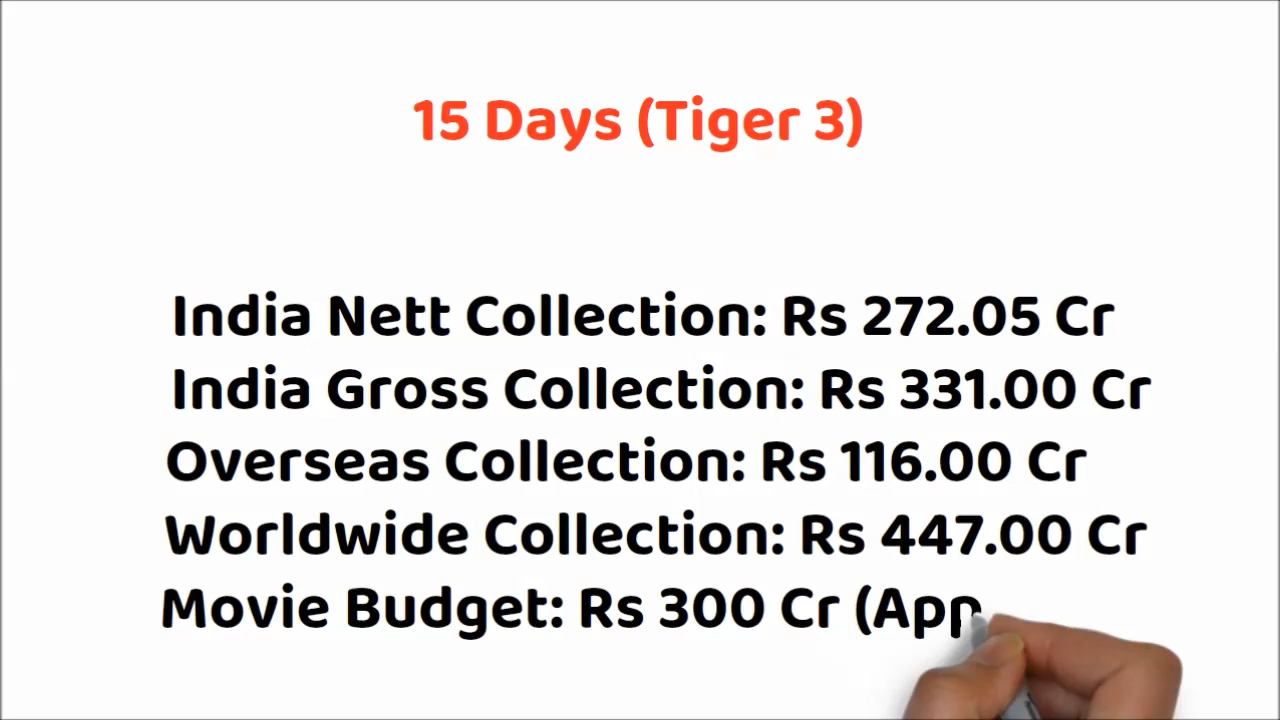 15 Days (Tiger 3)
India Nett Collection: Rs 272.05 Cr
India Gross Collection: Rs 331.00 Cr
Overseas Collection: Rs 116.00 Cr
Worldwide Collection: Rs 447.00 Cr
Movie Budget: Rs 300 Cr (App